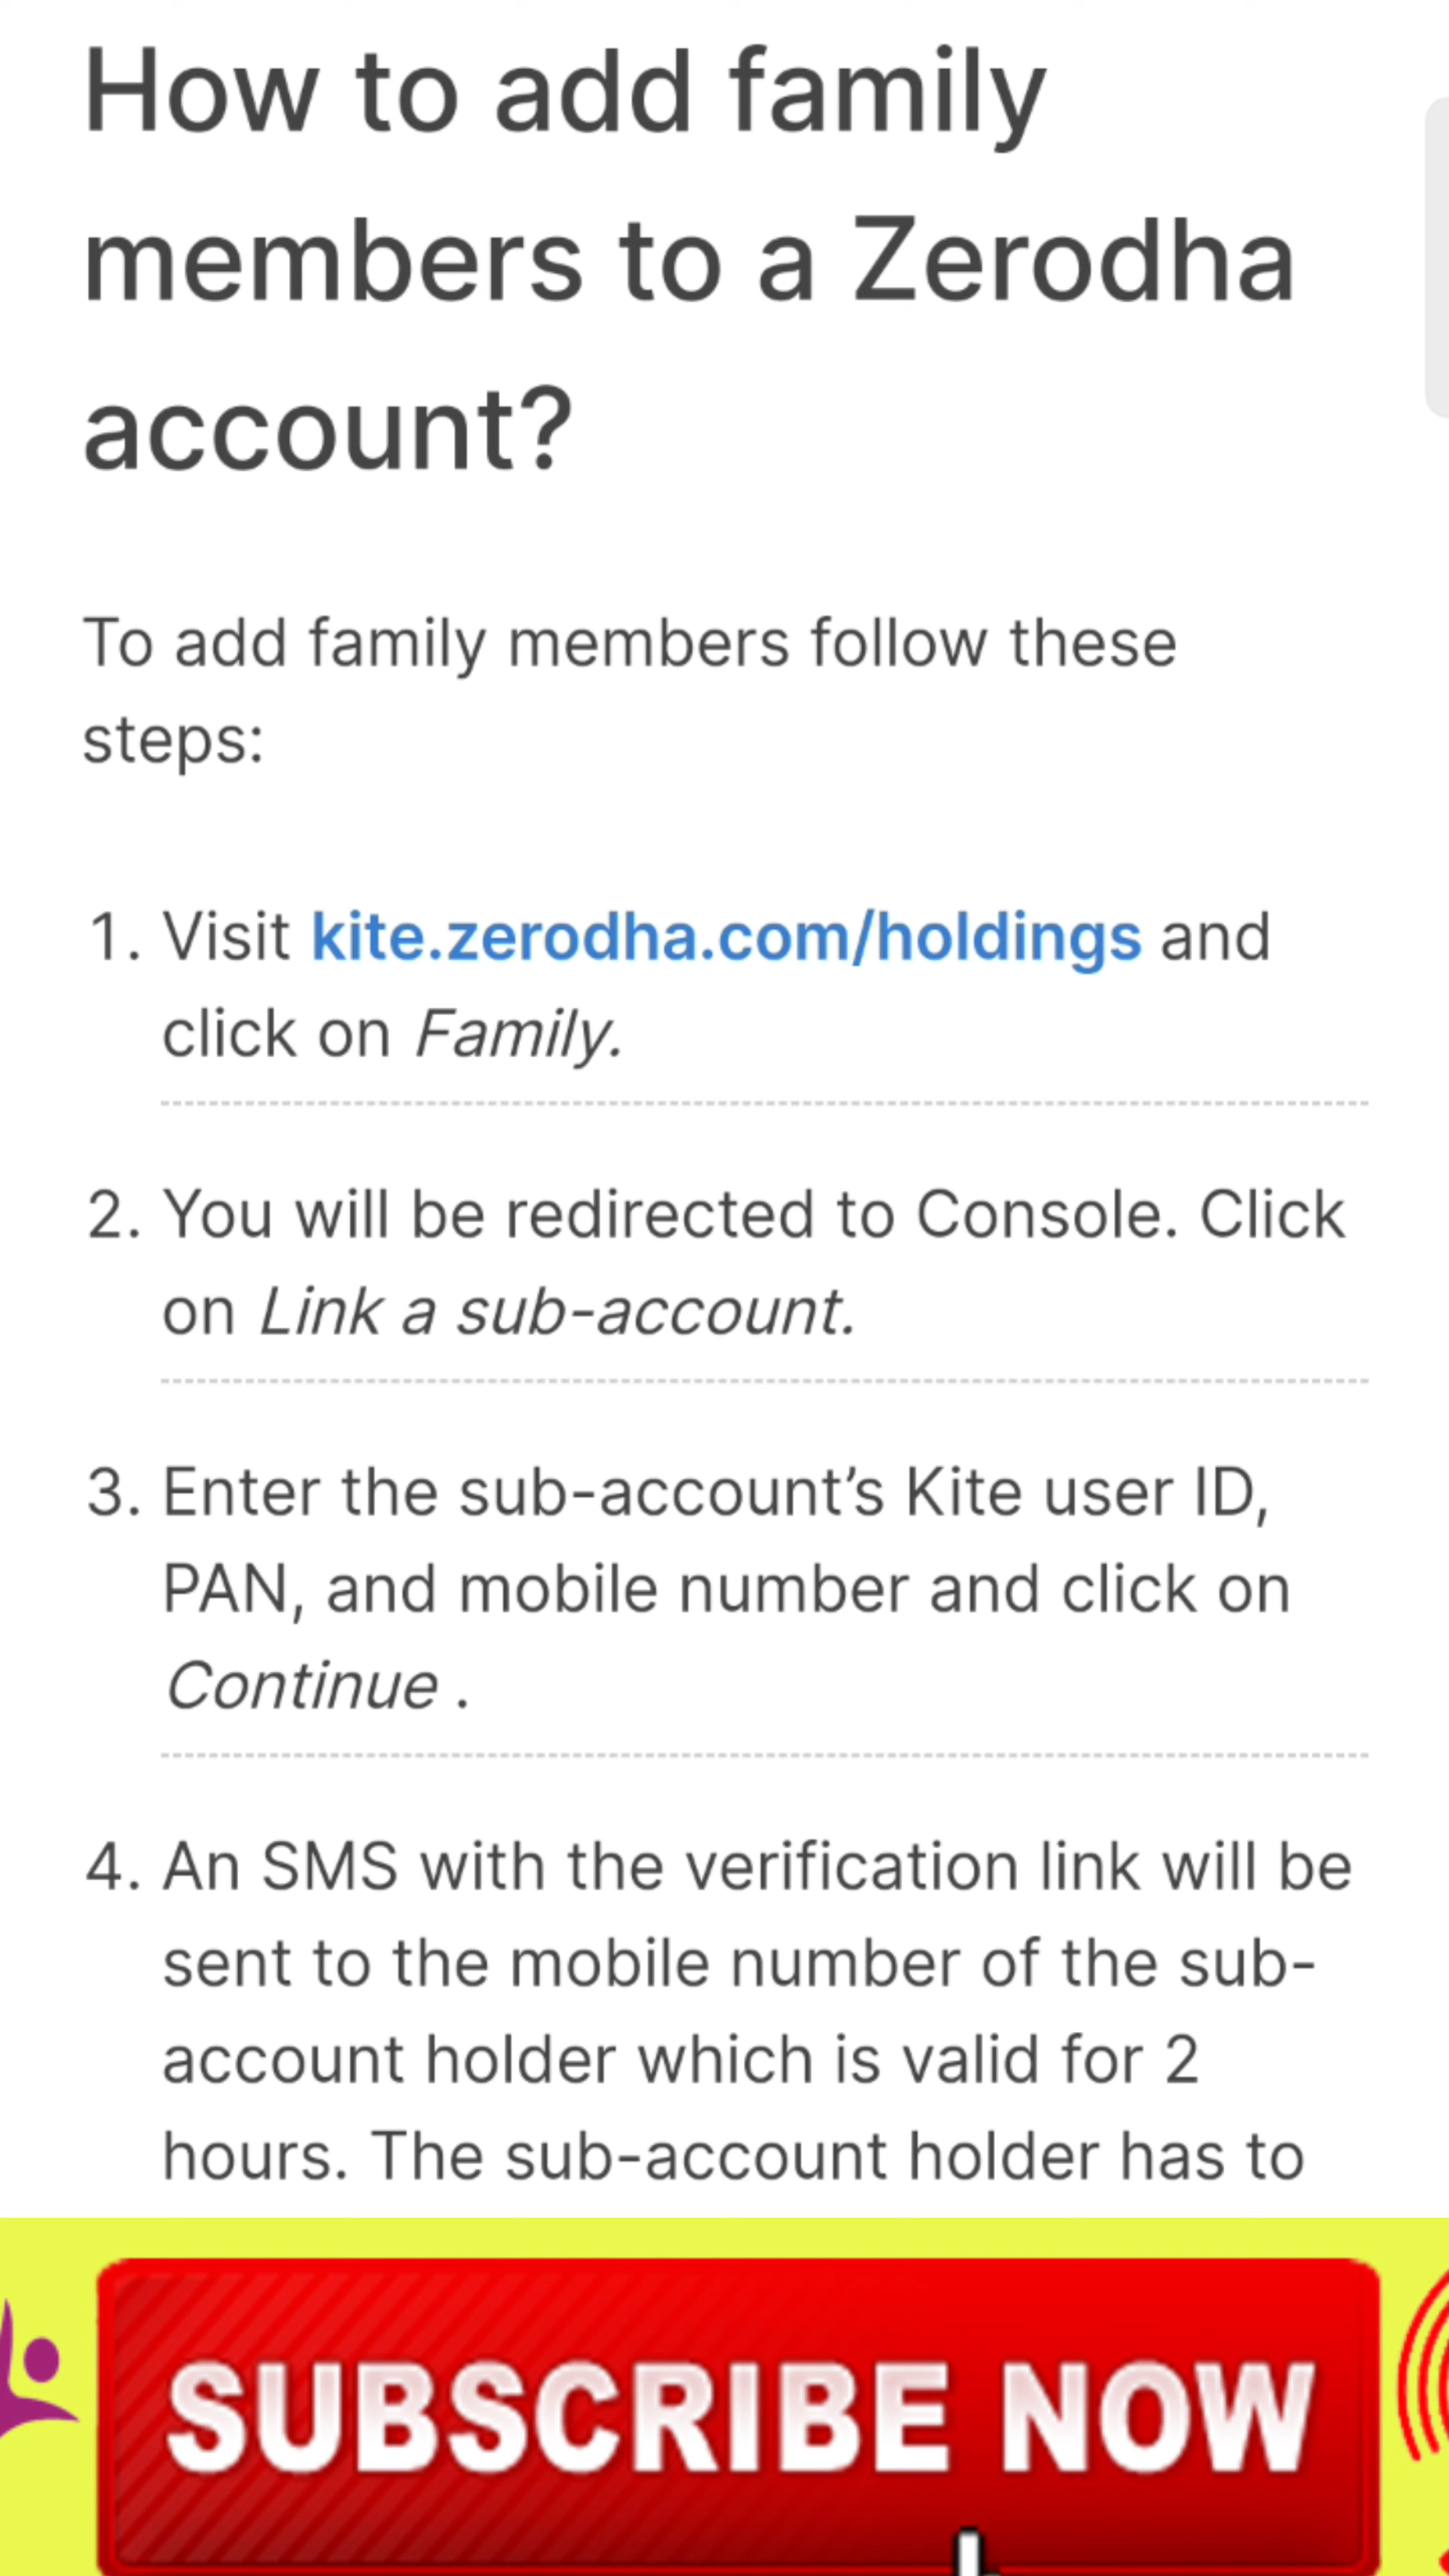 How to add family
members to a Zerodha
account?
To add family members follow these
steps:
1. Visit kite.zerodha.com/holdings and
click on Family.
2. You will be redirected to Console. Click
on Link a sub-account.
3. Enter the sub-account’s Kite user ID,
PAN, and mobile number and click on
Continue .
4. An SMS with the verification link will be
sent to the mobile number of the sub-
account holder which is valid for 2
hours. The sub-account holder has to
SUBSCRIBE NOW